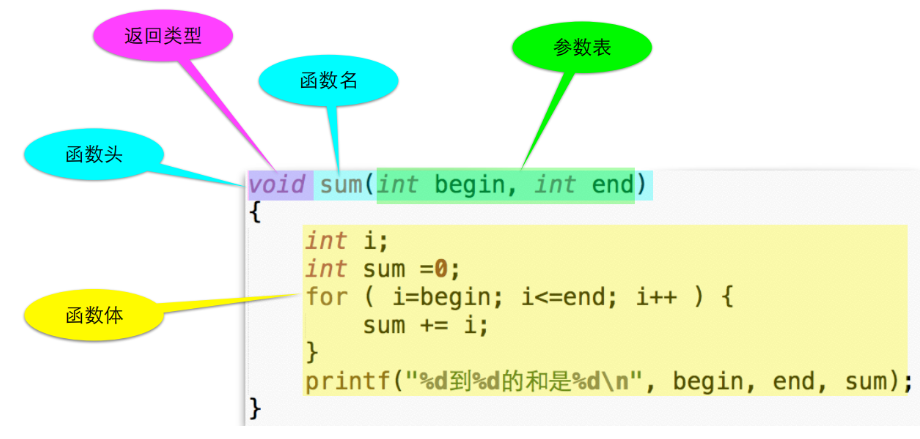 返回类型
函数名
参数表
函数头
void sum(int begin, int end)
{
int i;
int sum =0;
for ( i=begin; i<=end; i++ ) {
sum += i;
}
printf("%d到%d的和是%d\n", begin, end, sum);
}
函数体